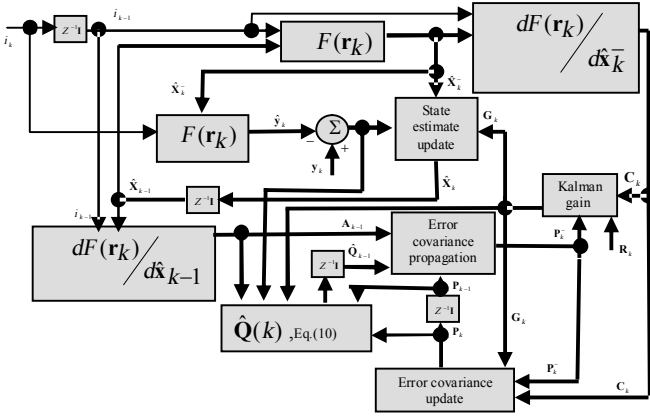 i_k
Z⁻¹I
i_{k-1}
F(r_k)
dF(r_k)/dx̂_k⁻
x̂_k⁻
x̂_k⁻
F(r_k)
ŷ_k
Σ
−
+
y_k
State estimate update
G_k
x̂_{k-1}
Z⁻¹I
x̂_k
Kalman gain
C_k
i_{k-1}
dF(r_k)/dx̂_{k-1}
A_{k-1}
Error covariance propagation
P_k⁻
R_k
Q̂_{k-1}
Z⁻¹I
P_{k-1}
Z⁻¹I
Q̂(k) ,Eq.(10)
P_k
G_k
Error covariance update
P_k⁻
C_k